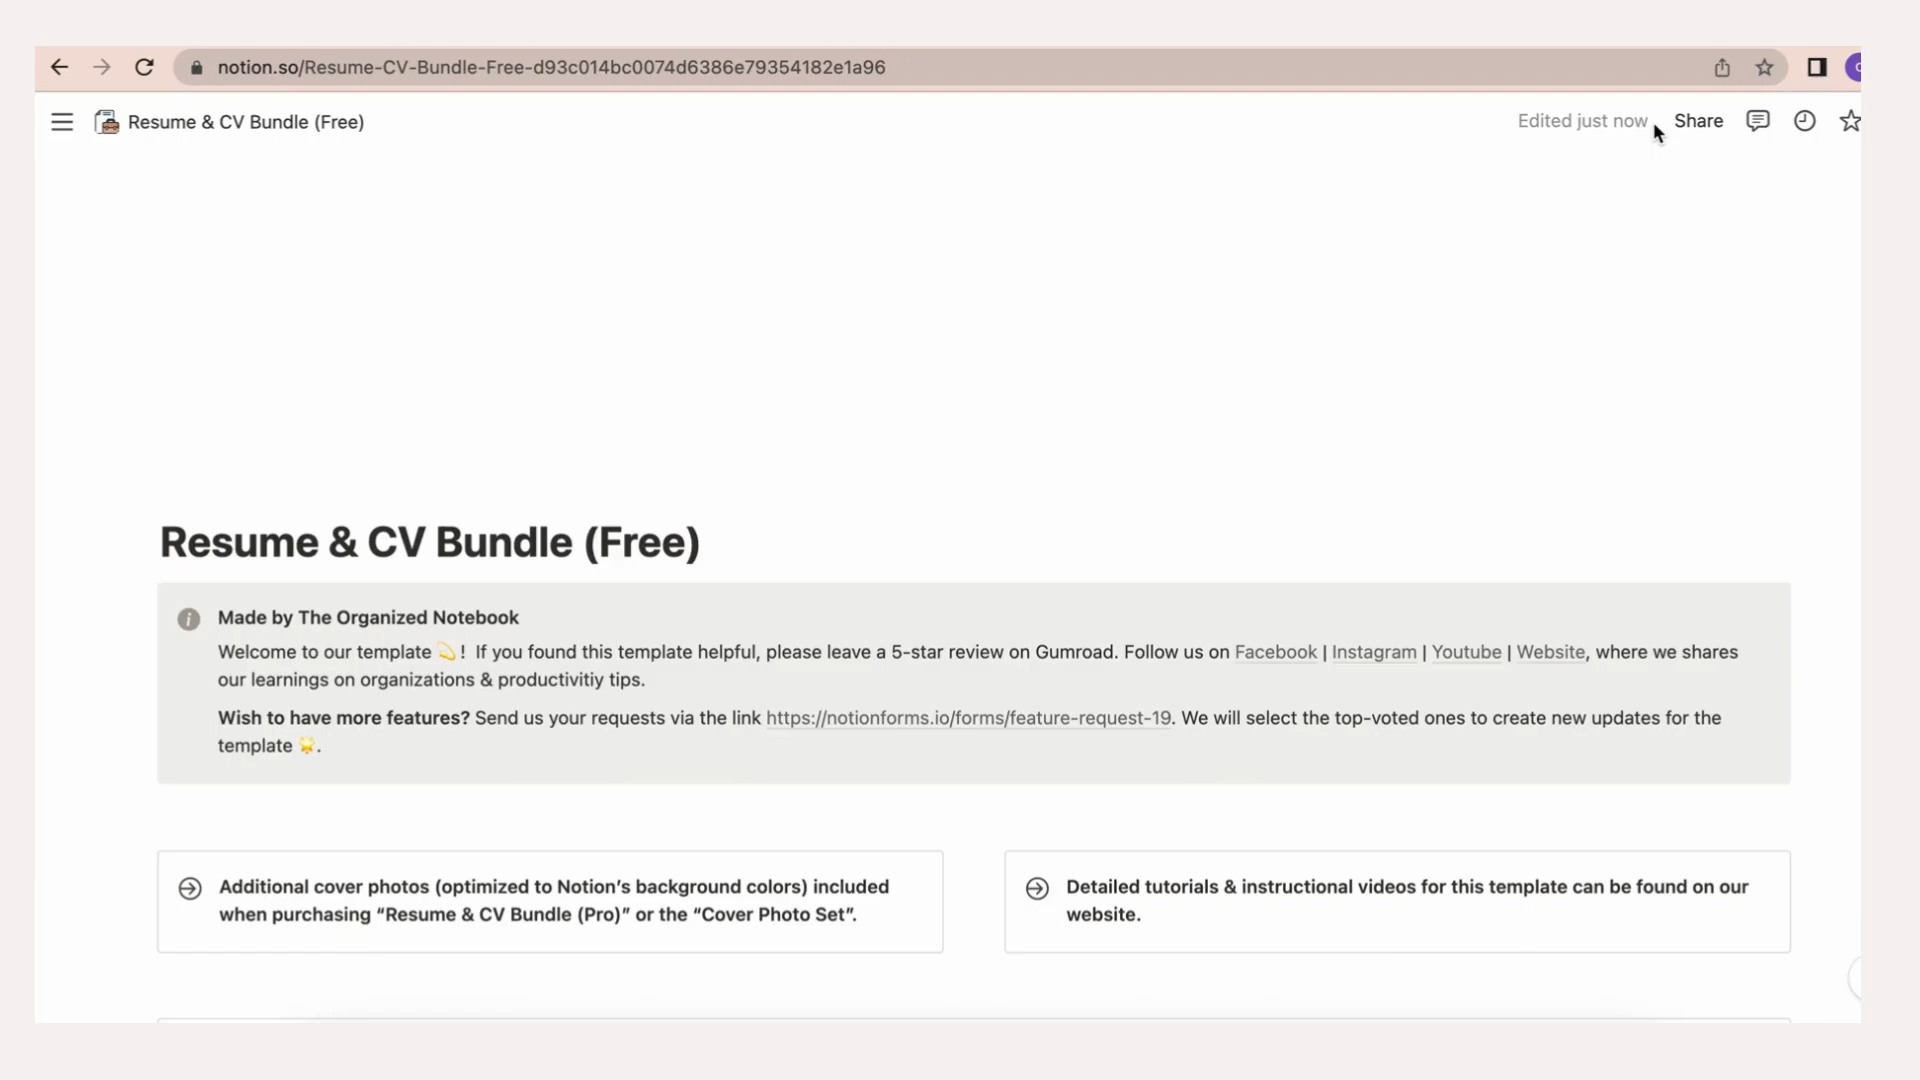 notion.so/Resume-CV-Bundle-Free-d93c014bc0074d6386e79354182e1a96
Resume & CV Bundle (Free)
Edited just now
Share
Resume & CV Bundle (Free)
Made by The Organized Notebook
Welcome to our template 💫 ! If you found this template helpful, please leave a 5-star review on Gumroad. Follow us on Facebook | Instagram | Youtube | Website, where we shares
our learnings on organizations & productivitiy tips.
Wish to have more features? Send us your requests via the link https://notionforms.io/forms/feature-request-19. We will select the top-voted ones to create new updates for the
template 🌟.
Additional cover photos (optimized to Notion’s background colors) included
when purchasing “Resume & CV Bundle (Pro)” or the “Cover Photo Set”.
Detailed tutorials & instructional videos for this template can be found on our
website.